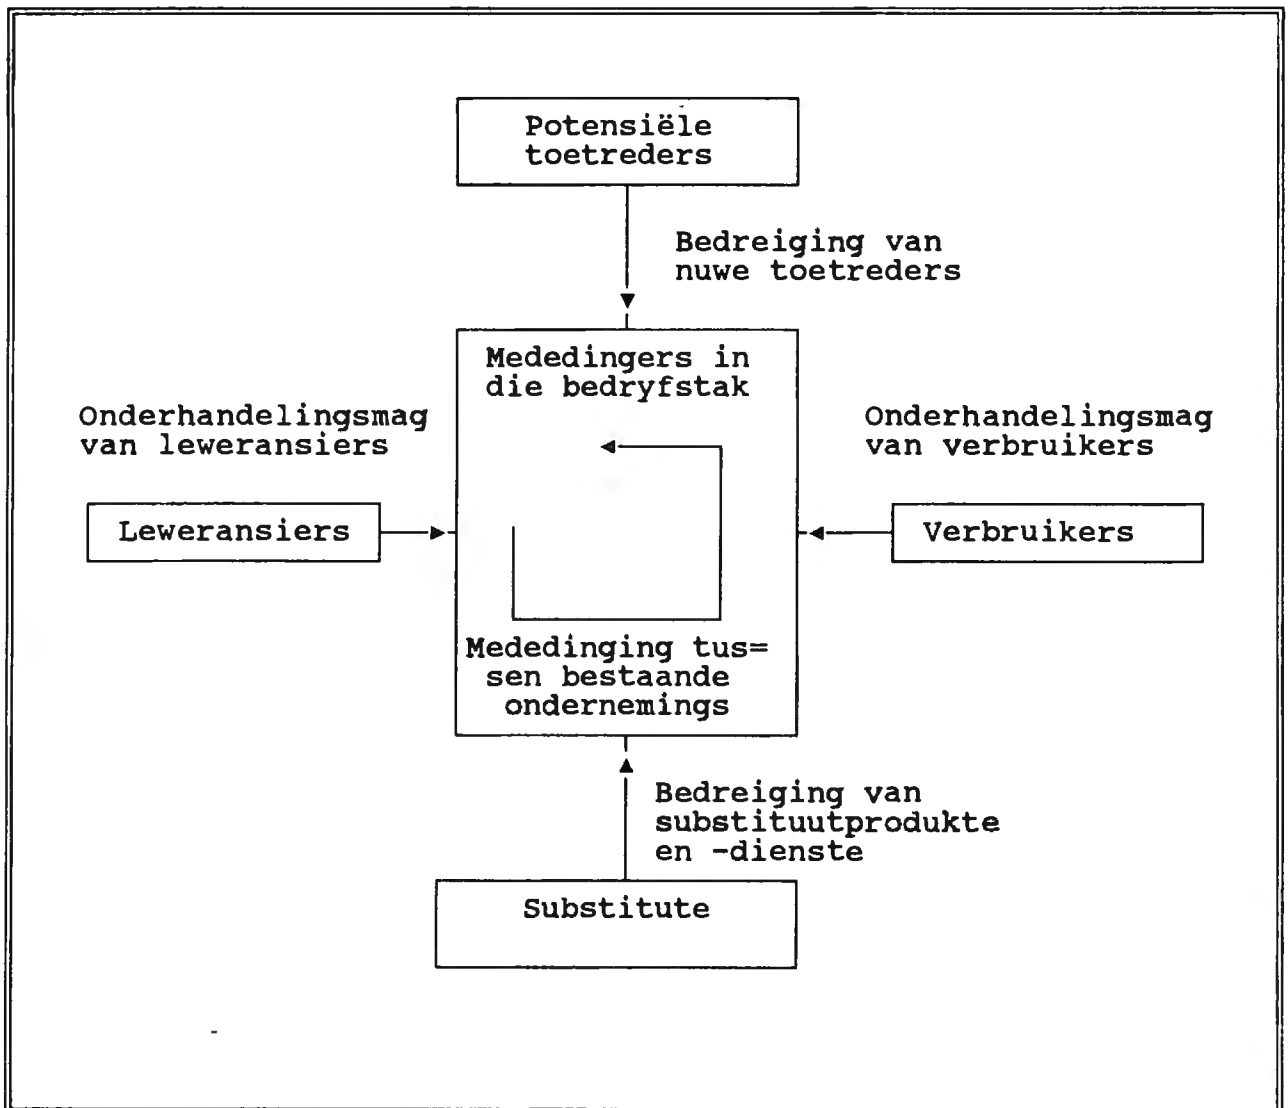 Potensiële
toetreders
Bedreiging van
nuwe toetreders
Mededingers in
die bedryfstak
Onderhandelingsmag
van leweransiers
Onderhandelingsmag
van verbruikers
Leweransiers
Verbruikers
Mededinging tus=
sen bestaande
ondernemings
Bedreiging van
substituutprodukte
en -dienste
Substitute